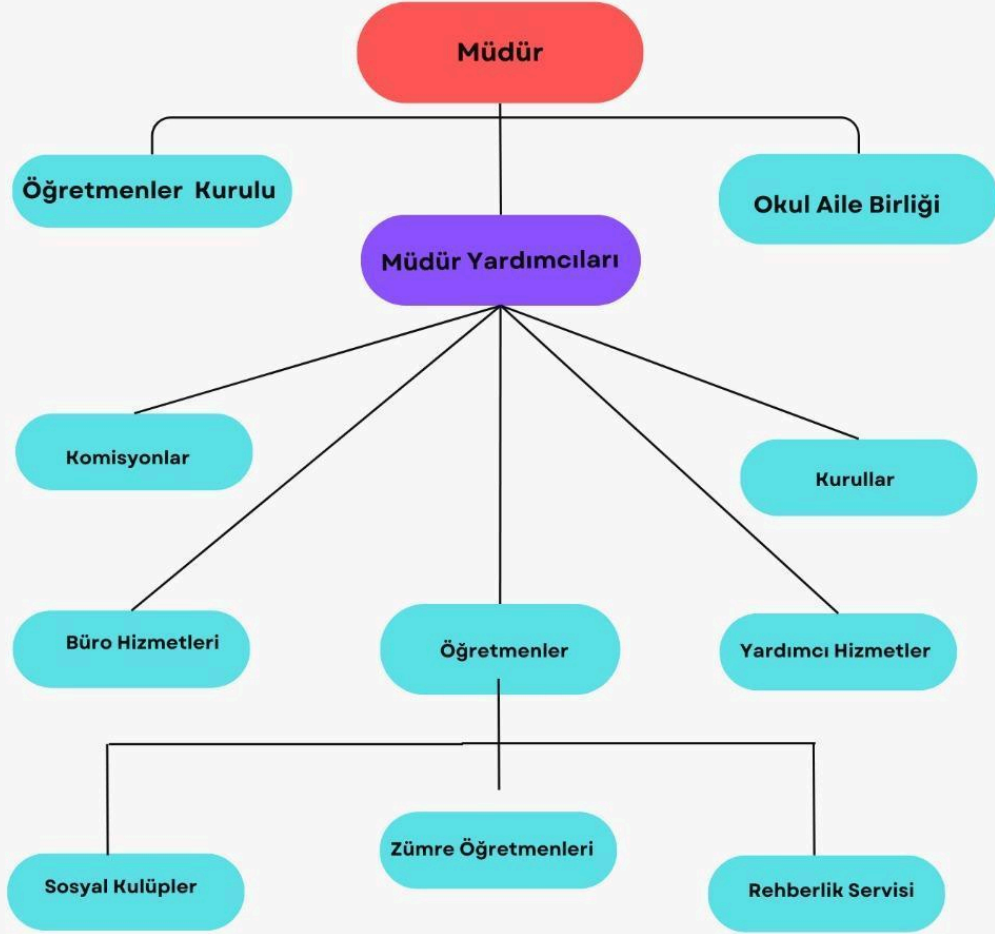 Müdür
Öğretmenler Kurulu
Okul Aile Birliği
Müdür Yardımcıları
Komisyonlar
Kurullar
Büro Hizmetleri
Öğretmenler
Yardımcı Hizmetler
Sosyal Kulüpler
Zümre Öğretmenleri
Rehberlik Servisi